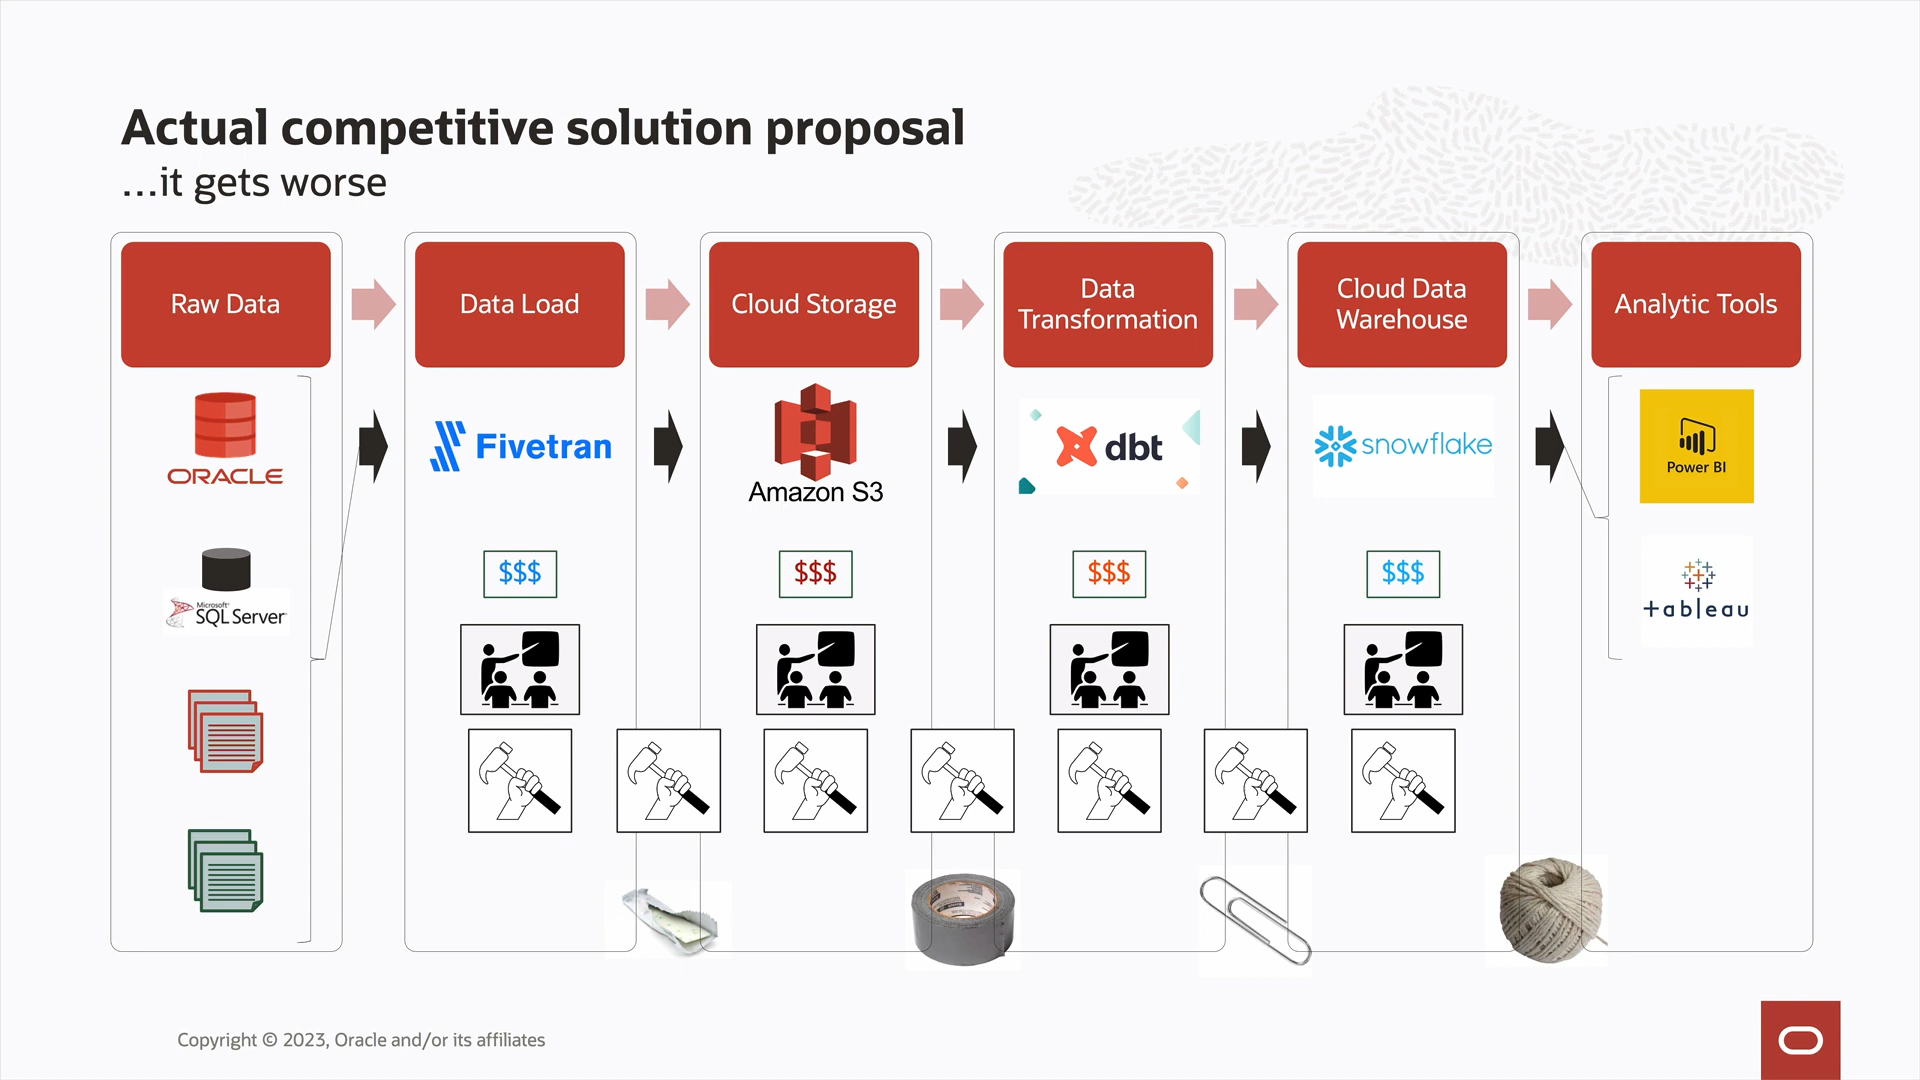 Actual competitive solution proposal
...it gets worse
Raw Data
Data Load
Cloud Storage
Data
Transformation
Cloud Data
Warehouse
Analytic Tools
ORACLE
Fivetran
Amazon S3
dbt
snowflake
Power BI
Microsoft
SQL Server
tableau
$$$
$$$
$$$
$$$
Copyright © 2023, Oracle and/or its affiliates